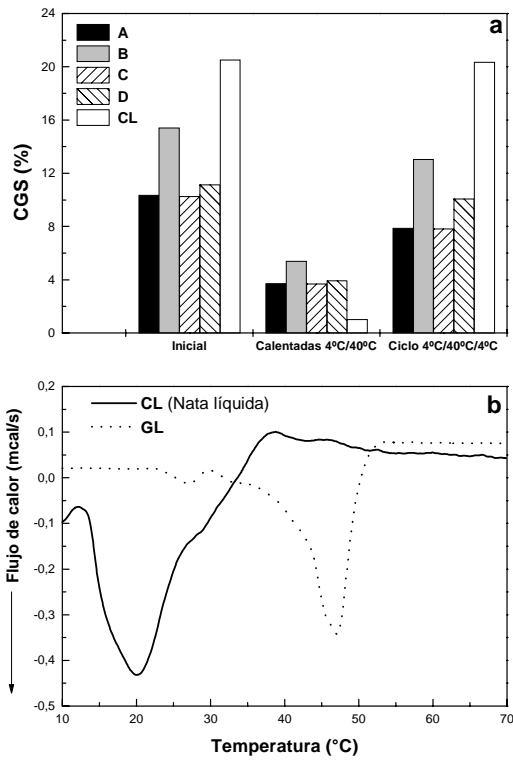 a
A
B
C
D
CL
24
20
16
12
8
4
0
CGS (%)
Inicial
Calentadas 4ºC/40ºC
Ciclo 4ºC/40ºC/4ºC
b
CL (Nata líquida)
GL
0,2
0,1
0,0
-0,1
-0,2
-0,3
-0,4
-0,5
Flujo de calor (mcal/s)
10
20
30
40
50
60
70
Temperatura (°C)